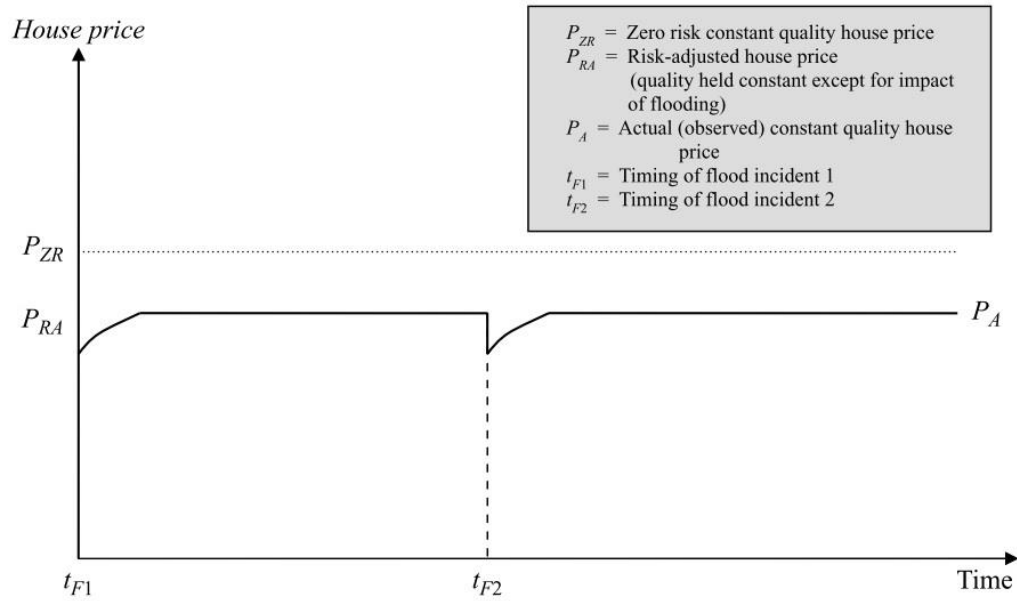 House price
P_ZR = Zero risk constant quality house price
P_RA = Risk-adjusted house price
(quality held constant except for impact
of flooding)
P_A = Actual (observed) constant quality house
price
t_F1 = Timing of flood incident 1
t_F2 = Timing of flood incident 2
P_ZR
P_RA
P_A
t_F1
t_F2
Time